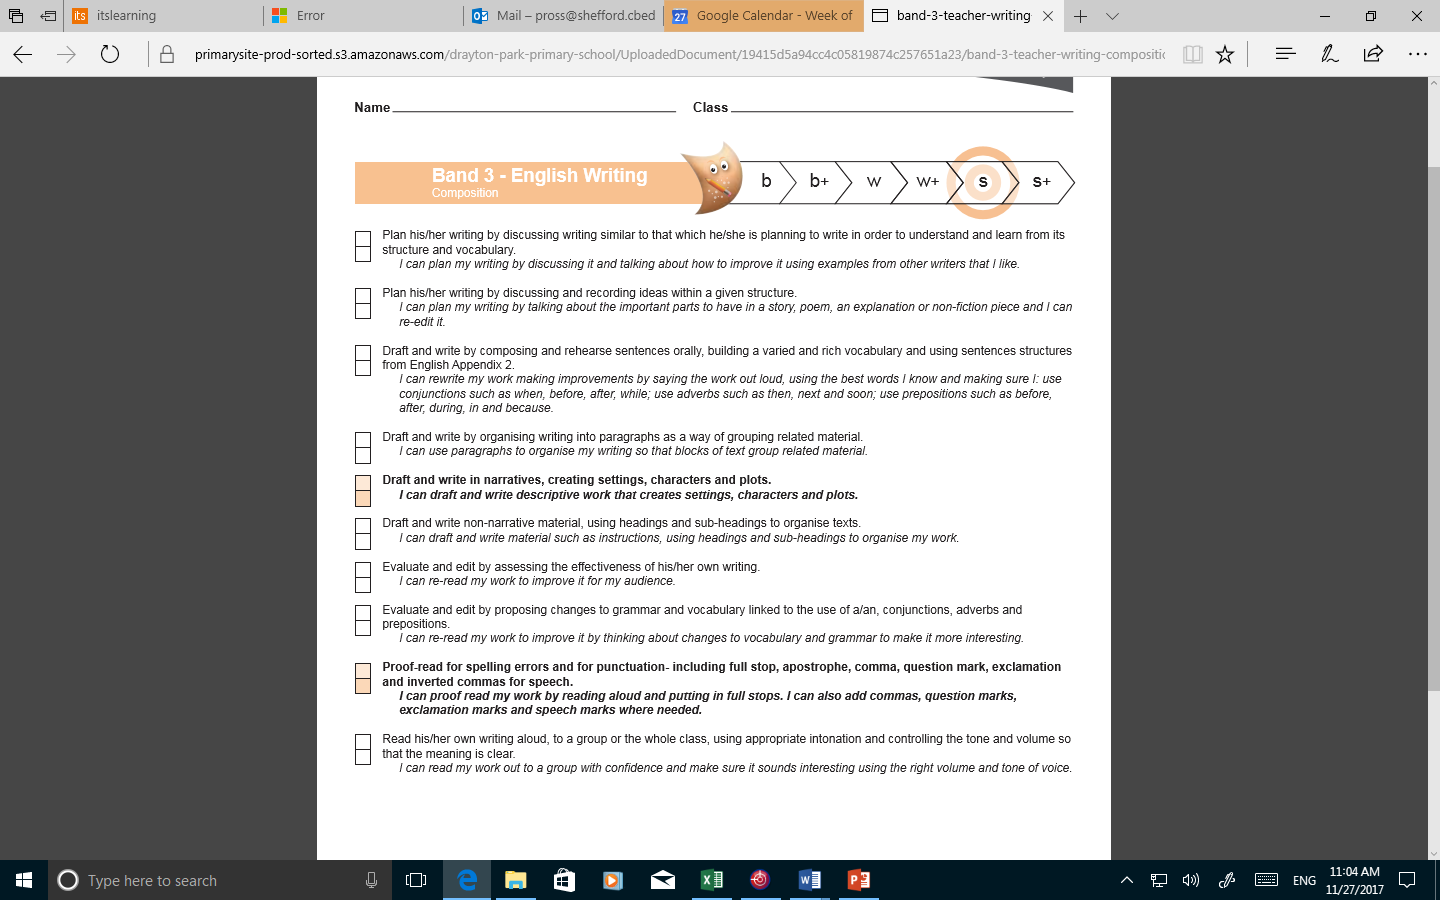 itslearning
Error
Mail – pross@shefford.cbed
27 Google Calendar - Week of
band-3-teacher-writing
primarysite-prod-sorted.s3.amazonaws.com/drayton-park-primary-school/UploadedDocument/19415d5a94cc4c05819874c257651a23/band-3-teacher-writing-compositic
Name Class
Band 3 - English Writing
Composition
b b+ w w+ s s+
Plan his/her writing by discussing writing similar to that which he/she is planning to write in order to understand and learn from its
structure and vocabulary.
I can plan my writing by discussing it and talking about how to improve it using examples from other writers that I like.
Plan his/her writing by discussing and recording ideas within a given structure.
I can plan my writing by talking about the important parts to have in a story, poem, an explanation or non-fiction piece and I can
re-edit it.
Draft and write by composing and rehearse sentences orally, building a varied and rich vocabulary and using sentences structures
from English Appendix 2.
I can rewrite my work making improvements by saying the work out loud, using the best words I know and making sure I: use
conjunctions such as when, before, after, while; use adverbs such as then, next and soon; use prepositions such as before,
after, during, in and because.
Draft and write by organising writing into paragraphs as a way of grouping related material.
I can use paragraphs to organise my writing so that blocks of text group related material.
Draft and write in narratives, creating settings, characters and plots.
I can draft and write descriptive work that creates settings, characters and plots.
Draft and write non-narrative material, using headings and sub-headings to organise texts.
I can draft and write material such as instructions, using headings and sub-headings to organise my work.
Evaluate and edit by assessing the effectiveness of his/her own writing.
I can re-read my work to improve it for my audience.
Evaluate and edit by proposing changes to grammar and vocabulary linked to the use of a/an, conjunctions, adverbs and
prepositions.
I can re-read my work to improve it by thinking about changes to vocabulary and grammar to make it more interesting.
Proof-read for spelling errors and for punctuation- including full stop, apostrophe, comma, question mark, exclamation
and inverted commas for speech.
I can proof read my work by reading aloud and putting in full stops. I can also add commas, question marks,
exclamation marks and speech marks where needed.
Read his/her own writing aloud, to a group or the whole class, using appropriate intonation and controlling the tone and volume so
that the meaning is clear.
I can read my work out to a group with confidence and make sure it sounds interesting using the right volume and tone of voice.
Type here to search
ENG
11:04 AM
11/27/2017